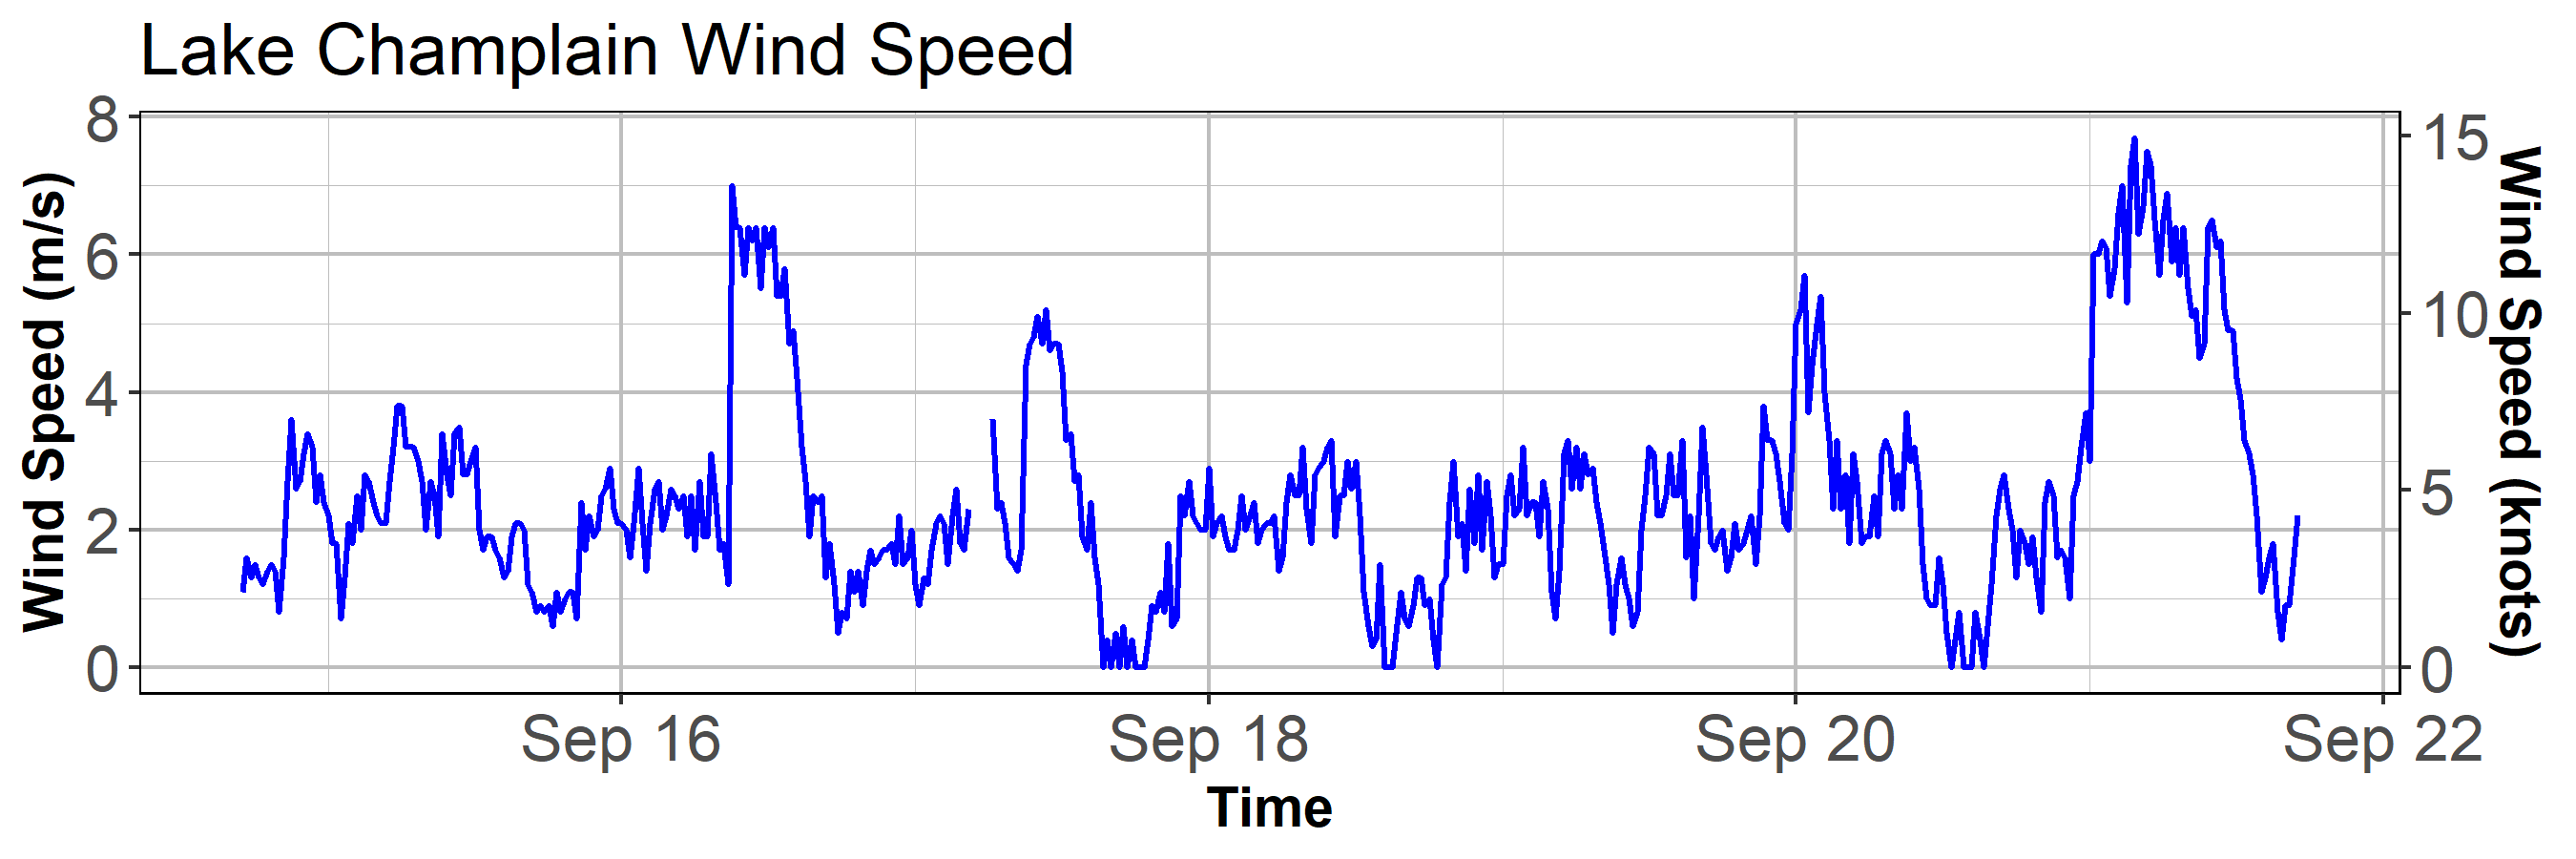 Lake Champlain Wind Speed
Wind Speed (m/s)
8
6
4
2
0
15
10
5
0
Wind Speed (knots)
Sep 16
Sep 18
Sep 20
Sep 22
Time